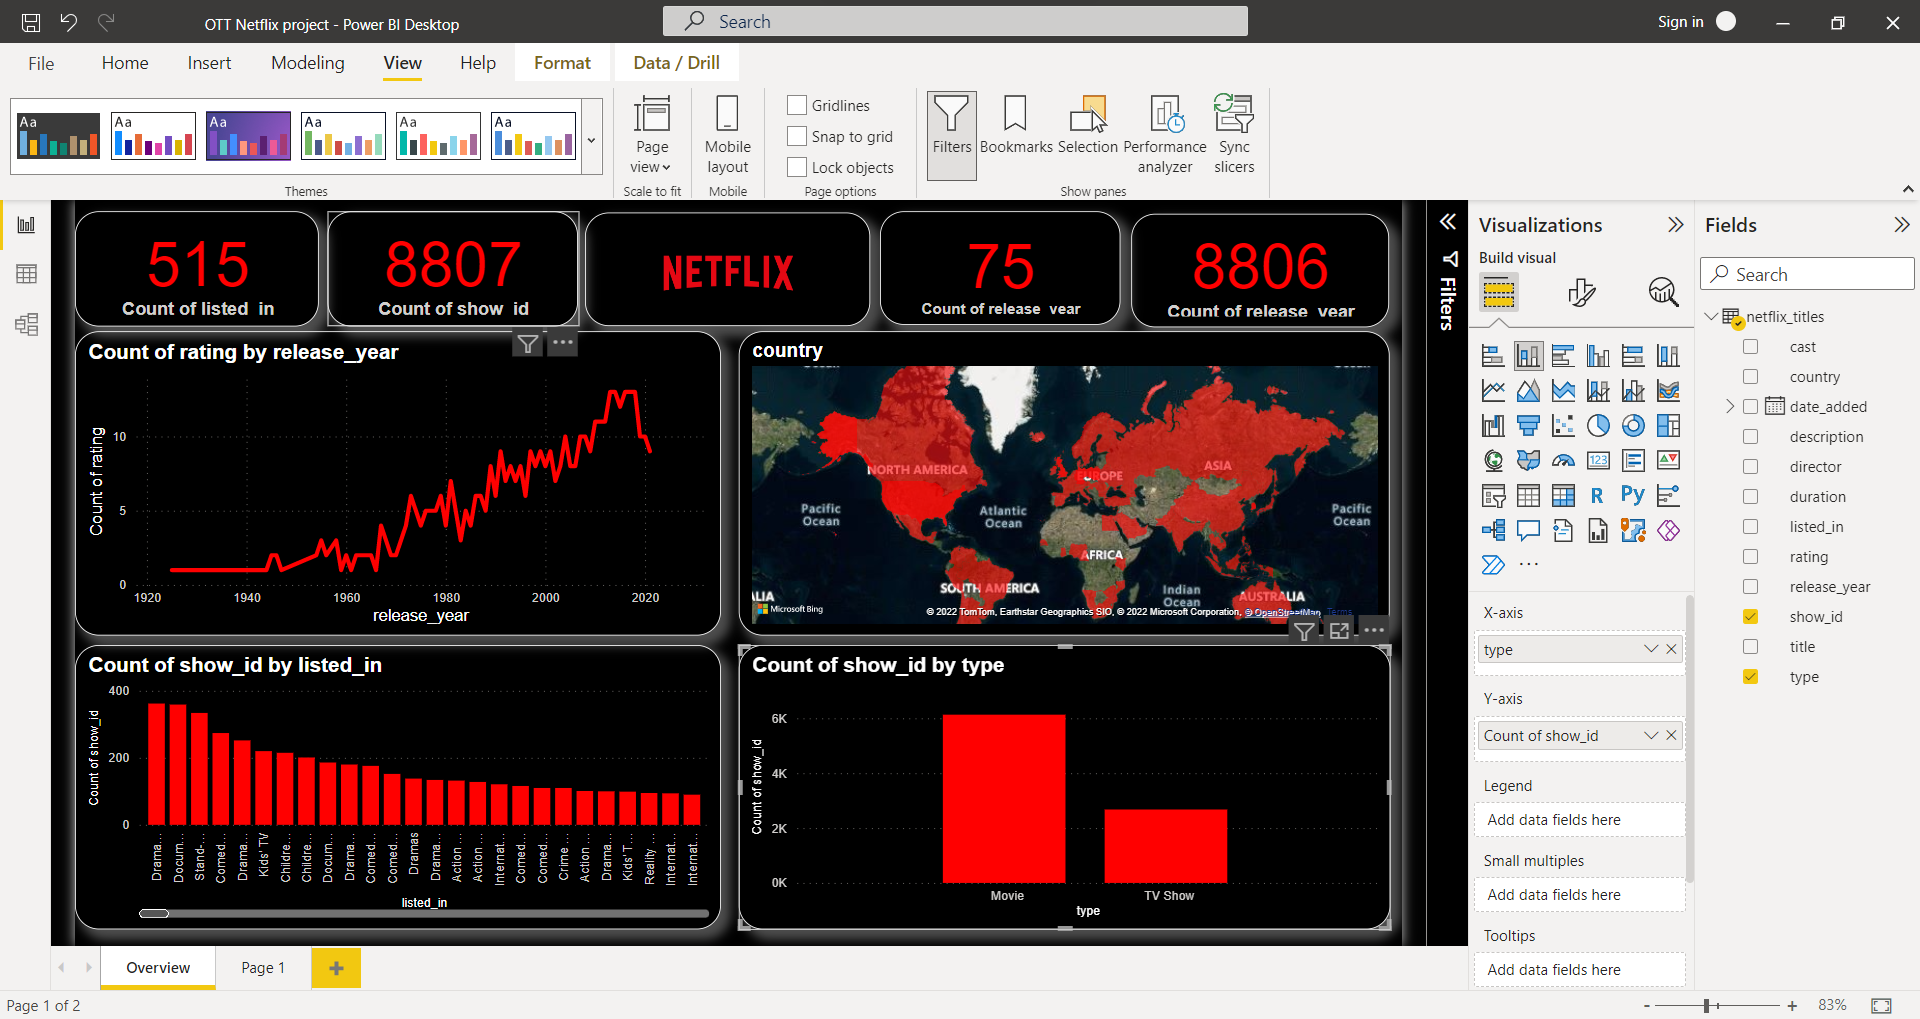 OTT Netflix project - Power BI Desktop
Search
Sign in
File
Home
Insert
Modeling
View
Help
Format
Data / Drill
Aa
Aa
Aa
Aa
Aa
Aa
Themes
Page view
Scale to fit
Mobile layout
Mobile
Gridlines
Snap to grid
Lock objects
Page options
Filters
Bookmarks
Selection
Performance analyzer
Sync slicers
Show panes
515
Count of listed_in
8807
Count of show_id
NETFLIX
75
Count of release_year
8806
Count of release_year
Count of rating by release_year
Count of rating
10
5
0
1920
1940
1960
1980
2000
2020
release_year
country
NORTH AMERICA
EUROPE
ASIA
Pacific Ocean
Atlantic Ocean
Pacific Ocean
AFRICA
SOUTH AMERICA
Indian Ocean
AUSTRALIA
ALIA
Microsoft Bing
© 2022 TomTom, Earthstar Geographics SIO, © 2022 Microsoft Corporation, © OpenStreetMap Terms
Count of show_id by listed_in
Count of show_id
400
200
0
Drama...
Docum...
Stand-...
Comed...
Drama...
Kids' TV
Childre...
Childre...
Docum...
Drama...
Comed...
Comed...
Dramas
Drama...
Action ...
Action ...
Internat...
Comed...
Comed...
Crime ...
Action ...
Drama...
Kids' T...
Reality ...
Internat...
Internat...
listed_in
Count of show_id by type
Count of show_id
6K
4K
2K
0K
Movie
TV Show
type
Filters
Visualizations
Build visual
123
R
Py
...
X-axis
type
Y-axis
Count of show_id
Legend
Add data fields here
Small multiples
Add data fields here
Tooltips
Add data fields here
Fields
Search
netflix_titles
cast
country
date_added
description
director
duration
listed_in
rating
release_year
show_id
title
type
Overview
Page 1
+
Page 1 of 2
- + 83%